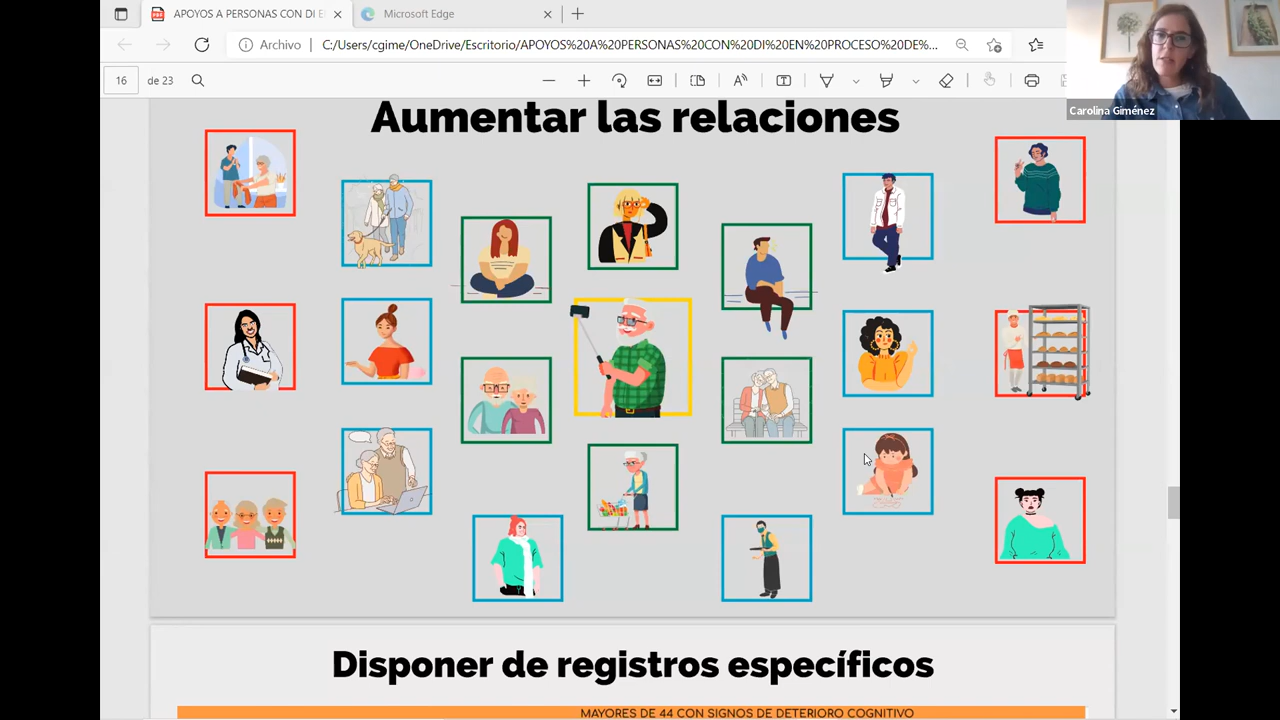 APOYOS A PERSONAS CON DI E
Microsoft Edge
Archivo
C:/Users/cgime/OneDrive/Escritorio/APOYOS%20A%20PERSONAS%20CON%20DI%20EN%20PROCESO%20DE%...
16
de 23
Carolina Giménez
Aumentar las relaciones
Disponer de registros específicos
MAYORES DE 44 CON SIGNOS DE DETERIORO COGNITIVO